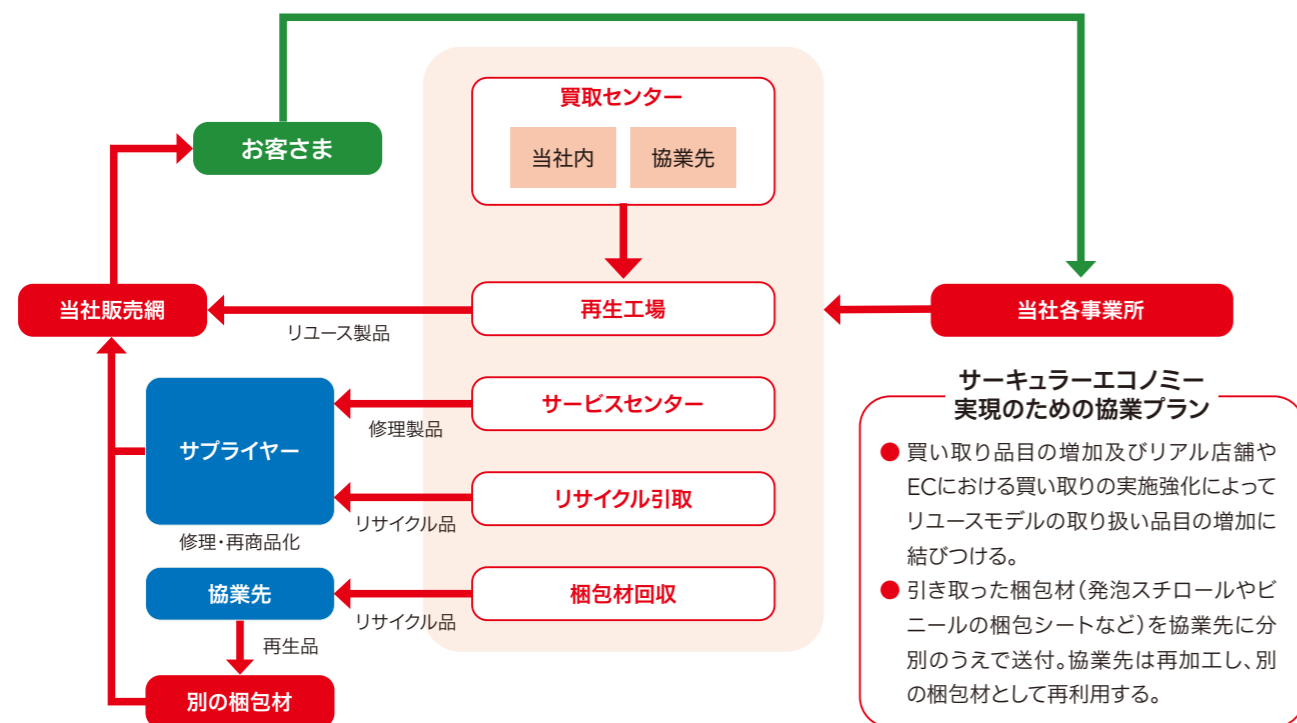 買取センター
当社内
協業先
お客さま
当社販売網
再生工場
当社各事業所
リユース製品
サプライヤー
サービスセンター
修理製品
リサイクル引取
リサイクル品
修理・再商品化
協業先
梱包材回収
リサイクル品
再生品
別の梱包材
サーキュラーエコノミー
実現のための協業プラン
● 買い取り品目の増加及びリアル店舗や
ECにおける買い取りの実施強化によって
リユースモデルの取り扱い品目の増加に
結びつける。
● 引き取った梱包材(発泡スチロールやビ
ニールの梱包シートなど)を協業先に分
別のうえで送付。協業先は再加工し、別
の梱包材として再利用する。